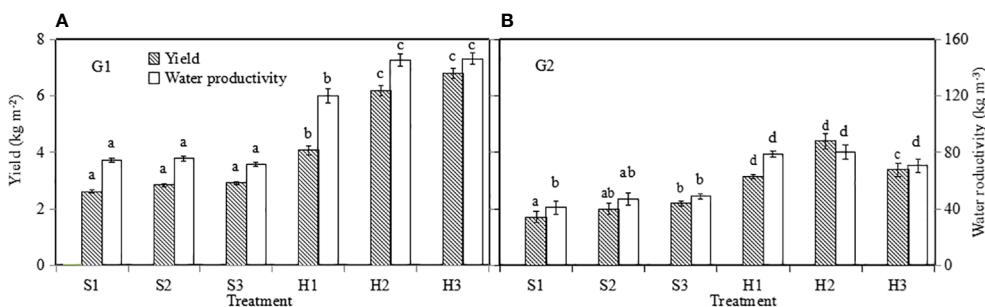 A
B
8
6
4
2
0
Yield (kg m-2)
G1
Yield
Water productivity
a
a
a
a
a
a
b
b
c
c
c
c
S1
S2
S3
H1
H2
H3
Treatment
G2
a
b
ab
ab
b
b
d
d
d
d
c
d
S1
S2
S3
H1
H2
H3
Treatment
160
120
80
40
0
Water roductivity (kg m-3)